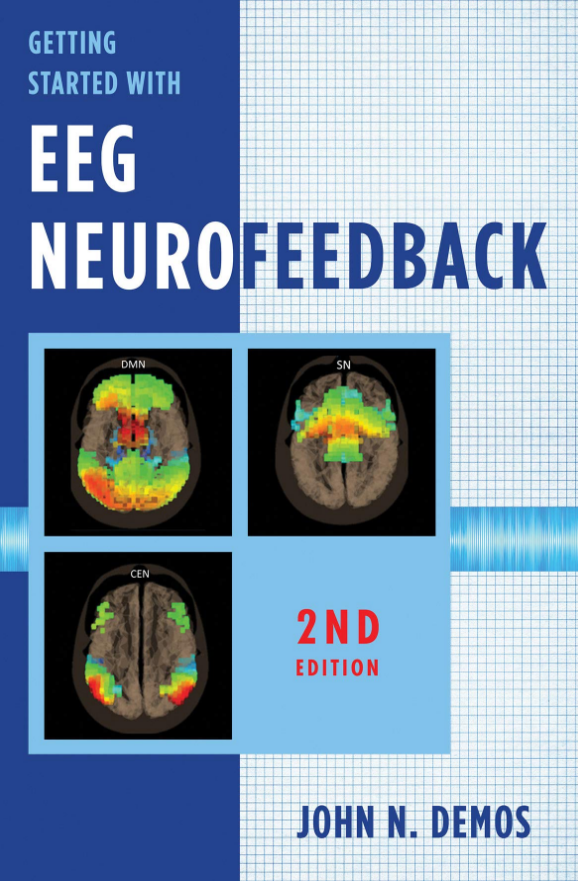 GETTING
STARTED WITH
EEG
NEUROFEEDBACK
DMN
SN
CEN
2ND
EDITION
JOHN N. DEMOS